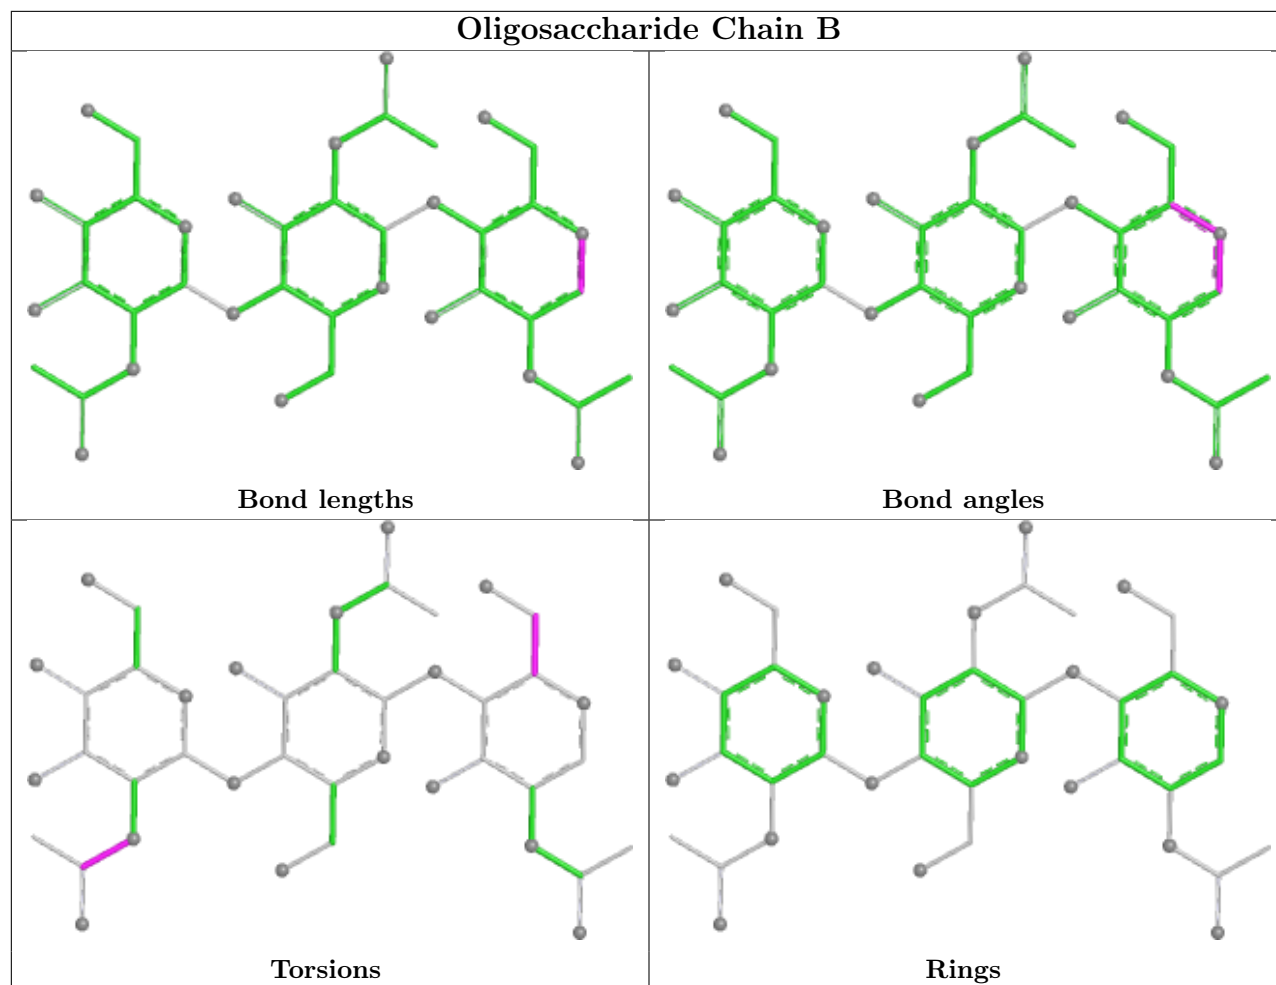 Oligosaccharide Chain B
Bond lengths
Bond angles
Torsions
Rings